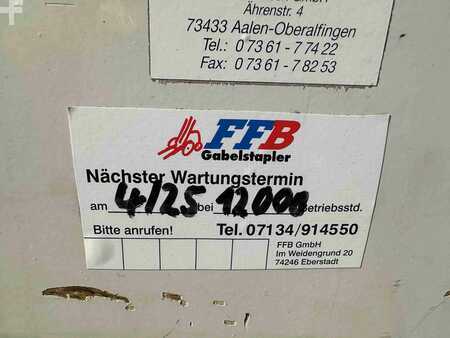 Ährenstr. 4
73433 Aalen-Oberalfingen
Tel.: 0 73 61 - 7 74 22
Fax: 0 73 61 - 7 82 53
FFB
Gabelstapler
Nächster Wartungstermin
am 4/25 bei 12000 Betriebsstd.
Bitte anrufen! Tel. 07134/914550
FFB GmbH
Im Weidengrund 20
74246 Eberstadt